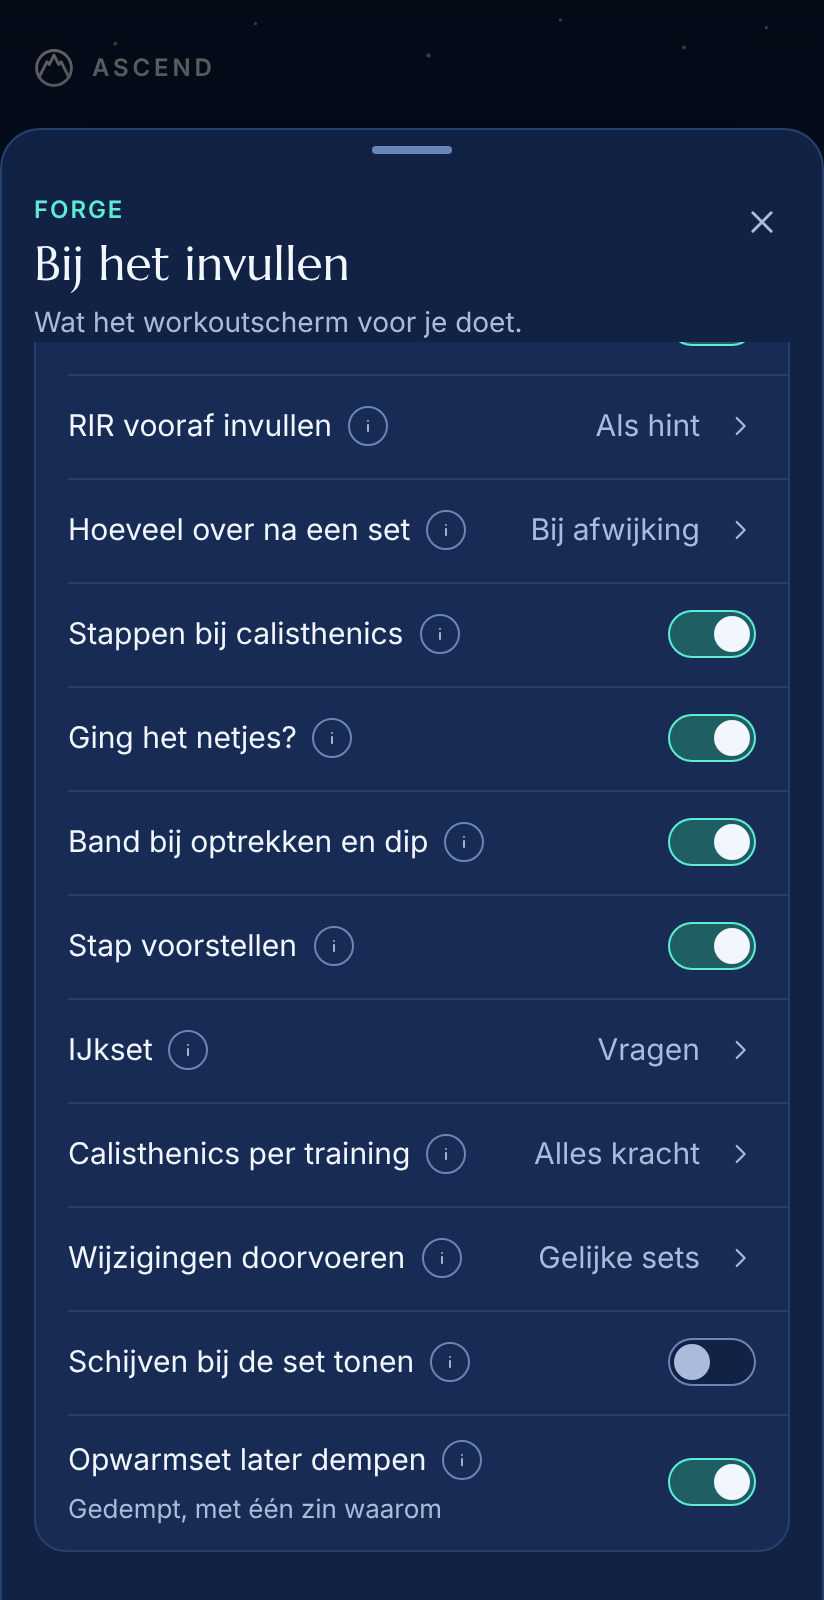 ASCEND
FORGE
Bij het invullen
Wat het workoutscherm voor je doet.
RIR vooraf invullen i Als hint
Hoeveel over na een set i Bij afwijking
Stappen bij calisthenics i
Ging het netjes? i
Band bij optrekken en dip i
Stap voorstellen i
IJkset i Vragen
Calisthenics per training i Alles kracht
Wijzigingen doorvoeren i Gelijke sets
Schijven bij de set tonen i
Opwarmset later dempen i
Gedempt, met één zin waarom